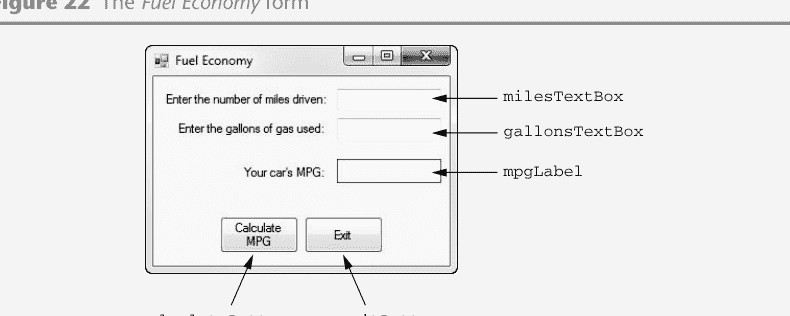 Figure 22 The Fuel Economy form
Fuel Economy
Enter the number of miles driven:
milesTextBox
Enter the gallons of gas used:
gallonsTextBox
Your car's MPG:
mpgLabel
Calculate
MPG
Exit